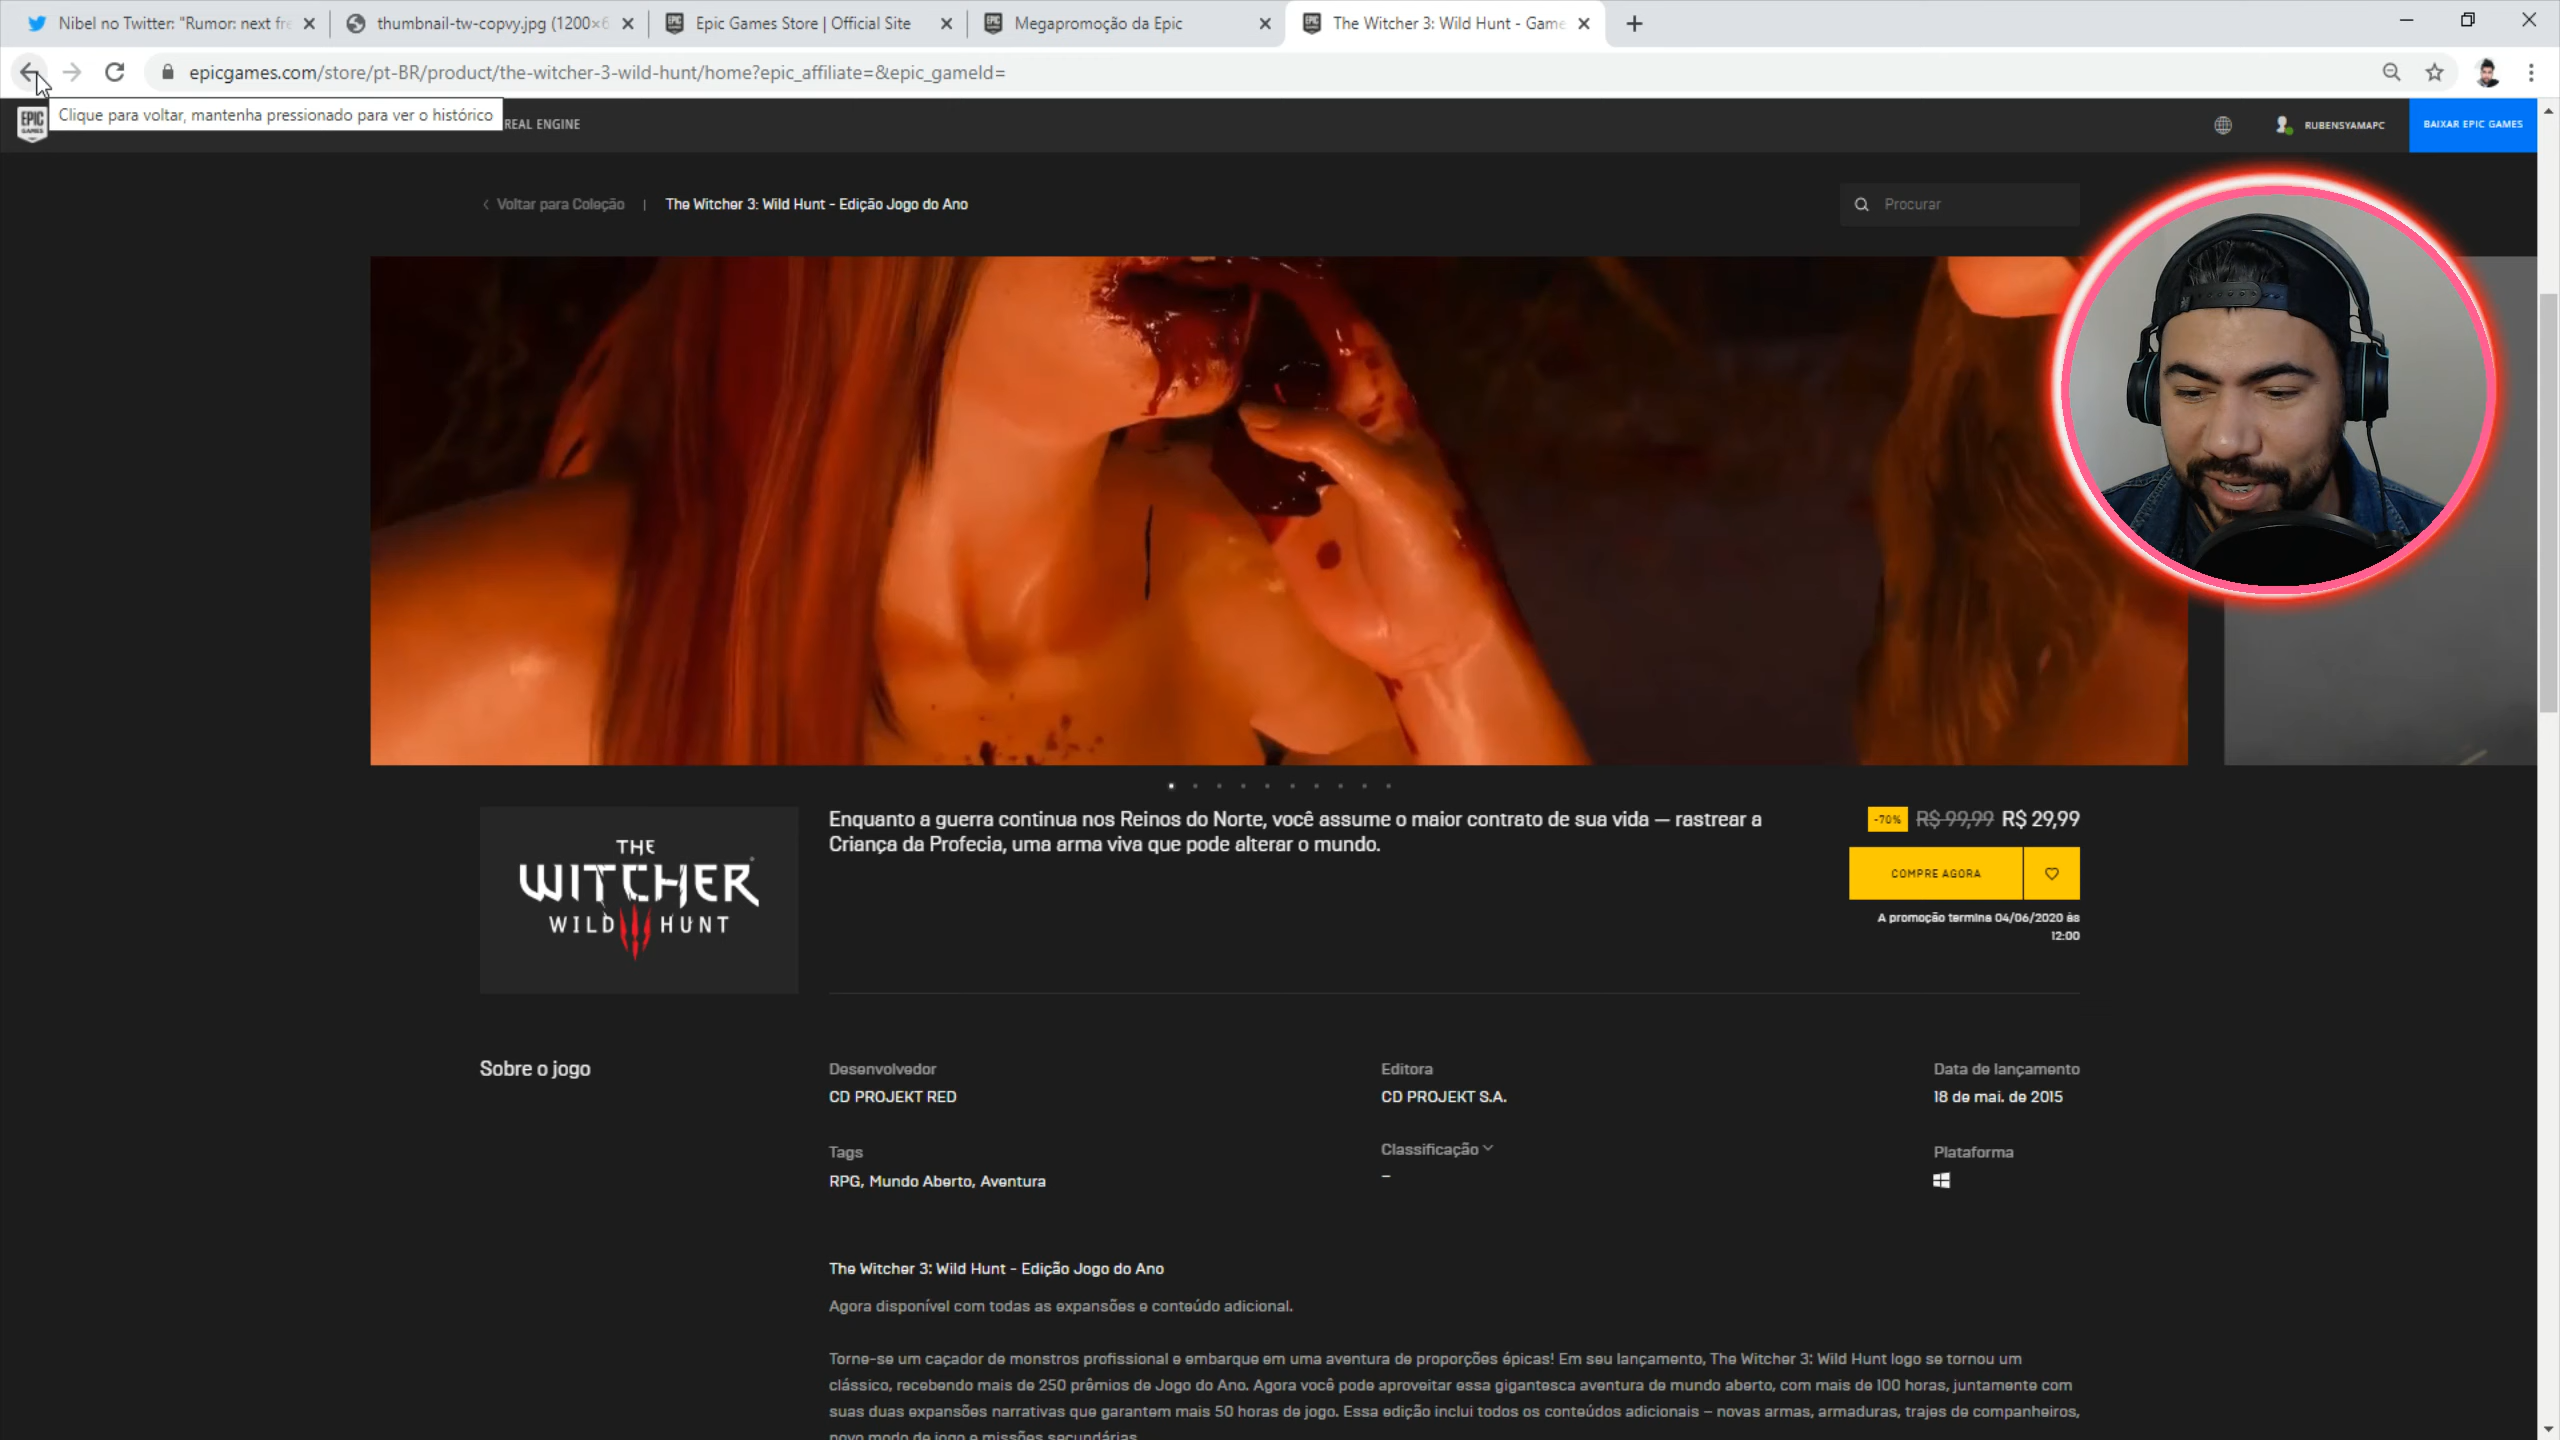 Nibel no Twitter: "Rumor: next fre
thumbnail-tw-copvy.jpg (1200×6
Epic Games Store | Official Site
Megapromoção da Epic
The Witcher 3: Wild Hunt - Game
epicgames.com/store/pt-BR/product/the-witcher-3-wild-hunt/home?epic_affiliate=&epic_gameId=
Clique para voltar, mantenha pressionado para ver o histórico
EPIC
GAMES
REAL ENGINE
RUBENSYAMAPC
BAIXAR EPIC GAMES
Voltar para Coleção | The Witcher 3: Wild Hunt - Edição Jogo do Ano
Procurar
THE
WITCHER
WILD HUNT
Enquanto a guerra continua nos Reinos do Norte, você assume o maior contrato de sua vida — rastrear a
Criança da Profecia, uma arma viva que pode alterar o mundo.
-70% R$ 99,99 R$ 29,99
COMPRE AGORA
A promoção termina 04/06/2020 às
12:00
Sobre o jogo
Desenvolvedor
CD PROJEKT RED
Editora
CD PROJEKT S.A.
Data de lançamento
18 de mai. de 2015
Tags
RPG, Mundo Aberto, Aventura
Classificação
–
Plataforma
The Witcher 3: Wild Hunt - Edição Jogo do Ano
Agora disponível com todas as expansões e conteúdo adicional.
Torne-se um caçador de monstros profissional e embarque em uma aventura de proporções épicas! Em seu lançamento, The Witcher 3: Wild Hunt logo se tornou um
clássico, recebendo mais de 250 prêmios de Jogo do Ano. Agora você pode aproveitar essa gigantesca aventura de mundo aberto, com mais de 100 horas, juntamente com
suas duas expansões narrativas que garantem mais 50 horas de jogo. Essa edição inclui todos os conteúdos adicionais – novas armas, armaduras, trajes de companheiros,
novo modo de jogo e missões secundárias.